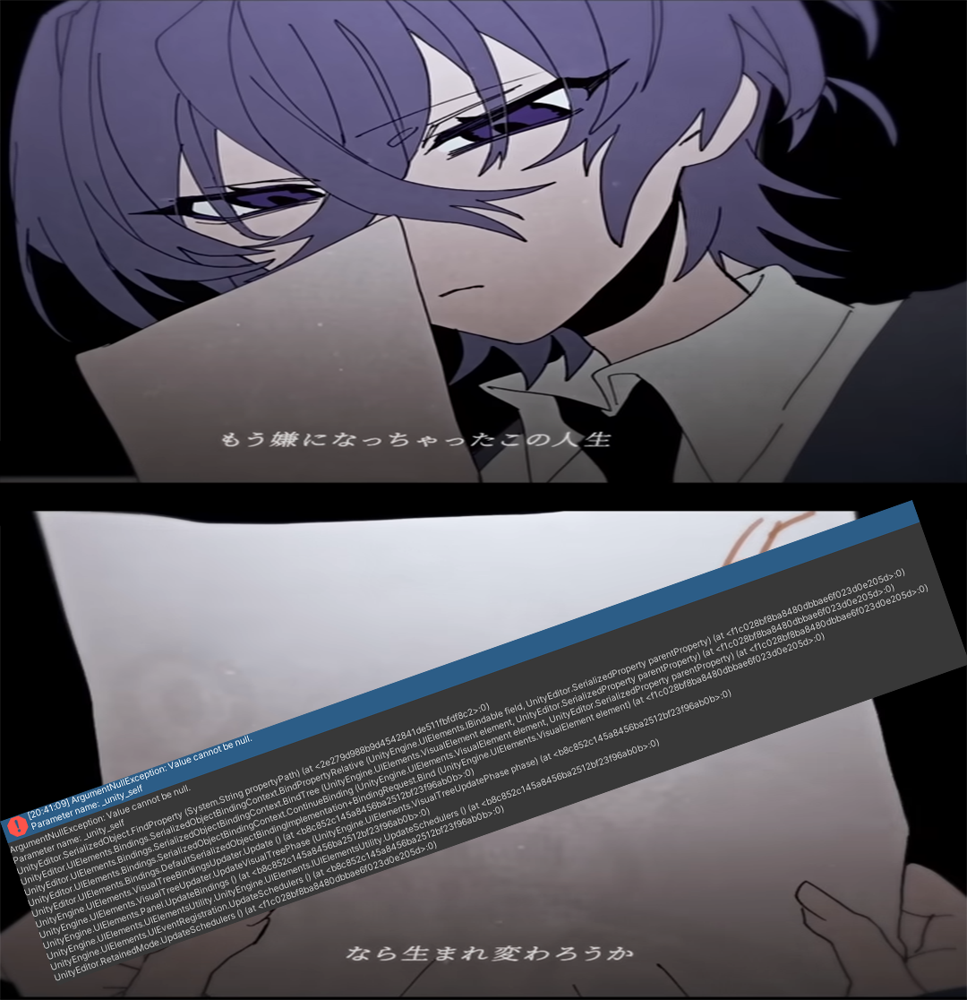 もう嫌になっちゃったこの人生
[20:41:09] ArgumentNullException: Value cannot be null.
Parameter name: _unity_self
ArgumentNullException: Value cannot be null.
Parameter name: _unity_self
UnityEditor.SerializedObject.FindProperty (System.String propertyPath) (at <2e279d988b9d4542841de511fbfdf8c2>:0)
UnityEditor.UIElements.Bindings.SerializedObjectBindingContext.BindPropertyRelative (UnityEngine.UIElements.IBindable field, UnityEditor.SerializedProperty parentProperty) (at <f1c028bf8ba8480dbbae6f023d0e205d>:0)
UnityEditor.UIElements.Bindings.SerializedObjectBindingContext.BindTree (UnityEngine.UIElements.VisualElement element, UnityEditor.SerializedProperty parentProperty) (at <f1c028bf8ba8480dbbae6f023d0e205d>:0)
UnityEditor.UIElements.Bindings.SerializedObjectBindingContext.ContinueBinding (UnityEngine.UIElements.VisualElement element, UnityEditor.SerializedProperty parentProperty) (at <f1c028bf8ba8480dbbae6f023d0e205d>:0)
UnityEditor.UIElements.Bindings.DefaultSerializedObjectBindingImplementation+BindingRequest.Bind (UnityEngine.UIElements.VisualElement element) (at <f1c028bf8ba8480dbbae6f023d0e205d>:0)
UnityEngine.UIElements.VisualTreeBindingsUpdater.Update () (at <b8c852c145a8456ba2512bf23f96ab0b>:0)
UnityEngine.UIElements.VisualTreeUpdater.UpdateVisualTreePhase (UnityEngine.UIElements.VisualTreeUpdatePhase phase) (at <b8c852c145a8456ba2512bf23f96ab0b>:0)
UnityEngine.UIElements.Panel.UpdateBindings () (at <b8c852c145a8456ba2512bf23f96ab0b>:0)
UnityEngine.UIElements.UIElementsUtility.UnityEngine.UIElements.IUIElementsUtility.UpdateSchedulers () (at <b8c852c145a8456ba2512bf23f96ab0b>:0)
UnityEngine.UIElements.UIEventRegistration.UpdateSchedulers () (at <b8c852c145a8456ba2512bf23f96ab0b>:0)
UnityEditor.RetainedMode.UpdateSchedulers () (at <f1c028bf8ba8480dbbae6f023d0e205d>:0)
なら生まれ変わろうか